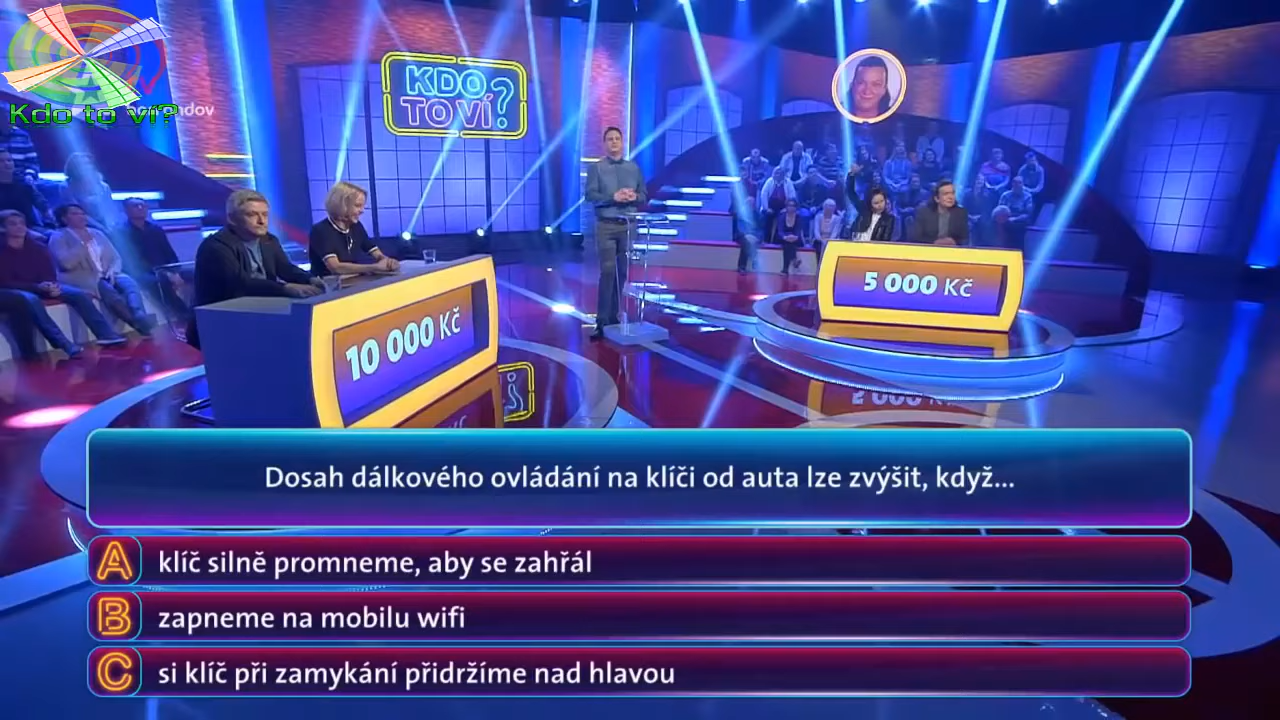 Kdo to ví?
KDO
TO VÍ?
10 000 Kč
5 000 Kč
Dosah dálkového ovládání na klíči od auta lze zvýšit, když...
A klíč silně promneme, aby se zahřál
B zapneme na mobilu wifi
C si klíč při zamykání přidržíme nad hlavou